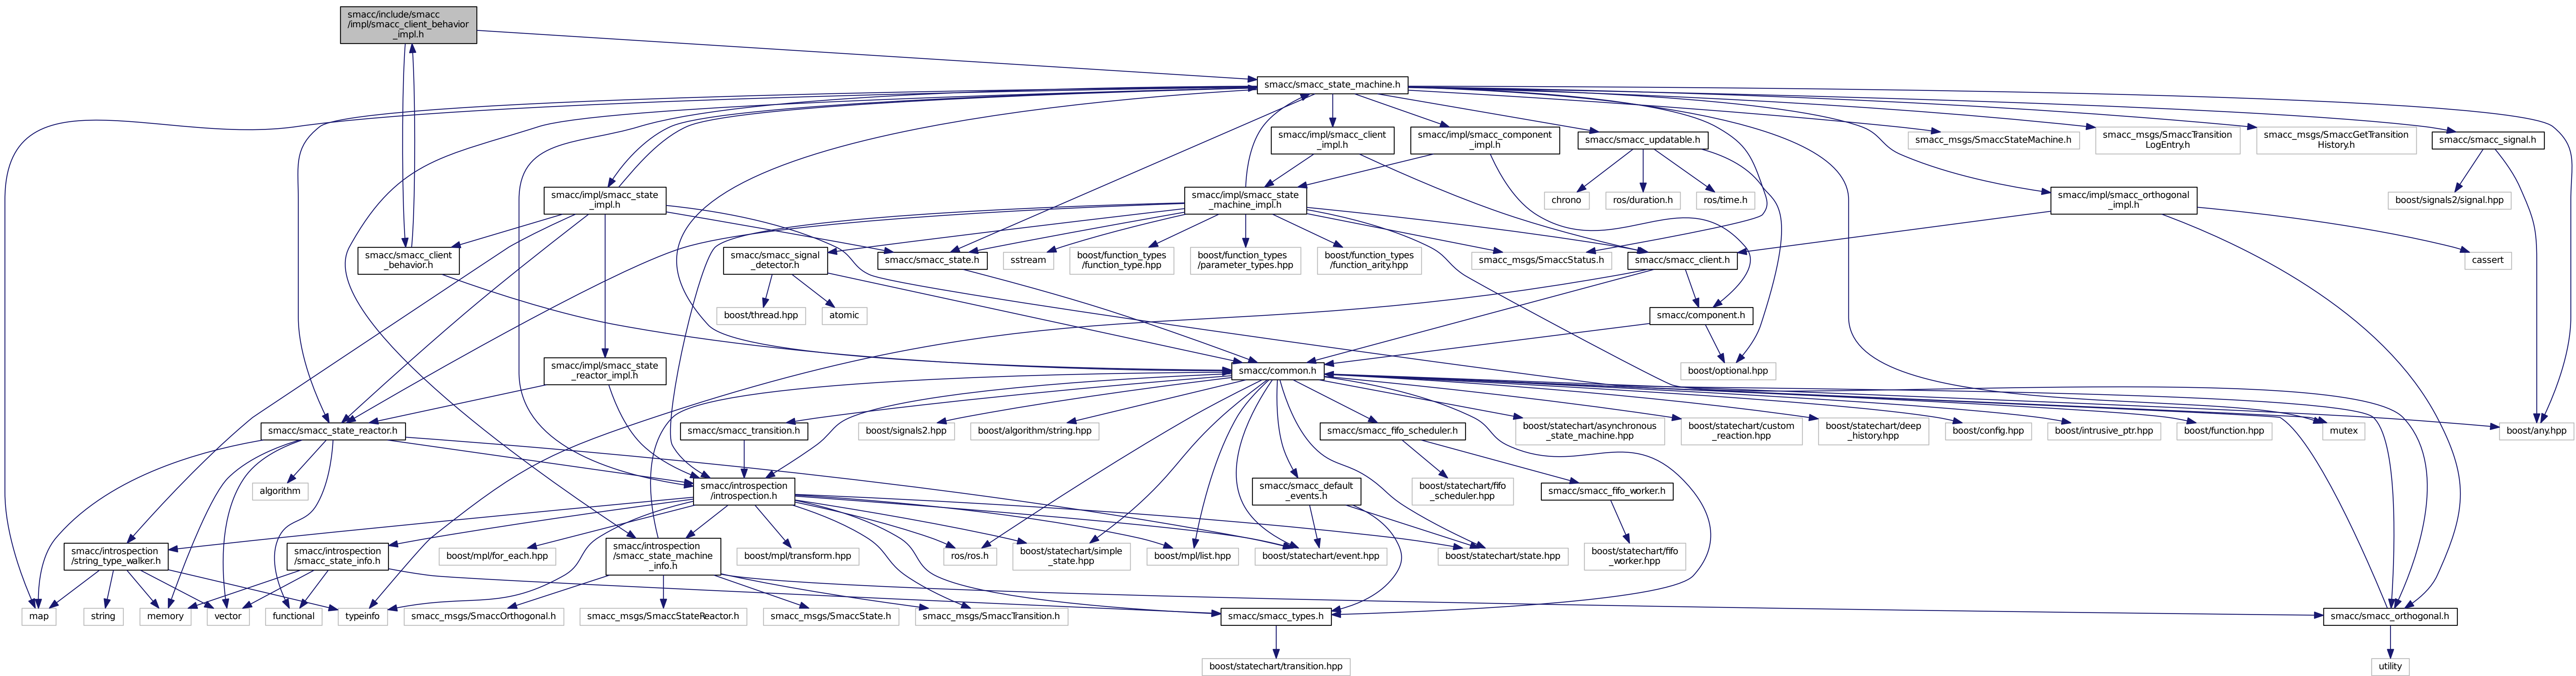 smacc/include/smacc
/impl/smacc_client_behavior
_impl.h
smacc/smacc_state_machine.h
smacc/impl/smacc_client
_impl.h
smacc/impl/smacc_component
_impl.h
smacc/smacc_updatable.h
smacc_msgs/SmaccStateMachine.h
smacc_msgs/SmaccTransition
LogEntry.h
smacc_msgs/SmaccGetTransition
History.h
smacc/smacc_signal.h
smacc/impl/smacc_state
_impl.h
smacc/impl/smacc_state
_machine_impl.h
chrono
ros/duration.h
ros/time.h
smacc/impl/smacc_orthogonal
_impl.h
boost/signals2/signal.hpp
smacc/smacc_client
_behavior.h
smacc/smacc_signal
_detector.h
smacc/smacc_state.h
sstream
boost/function_types
/function_type.hpp
boost/function_types
/parameter_types.hpp
boost/function_types
/function_arity.hpp
smacc_msgs/SmaccStatus.h
smacc/smacc_client.h
cassert
boost/thread.hpp
atomic
smacc/component.h
smacc/impl/smacc_state
_reactor_impl.h
smacc/common.h
boost/optional.hpp
smacc/smacc_state_reactor.h
smacc/smacc_transition.h
boost/signals2.hpp
boost/algorithm/string.hpp
smacc/smacc_fifo_scheduler.h
boost/statechart/asynchronous
_state_machine.hpp
boost/statechart/custom
_reaction.hpp
boost/statechart/deep
_history.hpp
boost/config.hpp
boost/intrusive_ptr.hpp
boost/function.hpp
mutex
boost/any.hpp
algorithm
smacc/introspection
/introspection.h
smacc/smacc_default
_events.h
boost/statechart/fifo
_scheduler.hpp
smacc/smacc_fifo_worker.h
smacc/introspection
/string_type_walker.h
smacc/introspection
/smacc_state_info.h
boost/mpl/for_each.hpp
smacc/introspection
/smacc_state_machine
_info.h
boost/mpl/transform.hpp
ros/ros.h
boost/statechart/simple
_state.hpp
boost/mpl/list.hpp
boost/statechart/event.hpp
boost/statechart/state.hpp
boost/statechart/fifo
_worker.hpp
map
string
memory
vector
functional
typeinfo
smacc_msgs/SmaccOrthogonal.h
smacc_msgs/SmaccStateReactor.h
smacc_msgs/SmaccState.h
smacc_msgs/SmaccTransition.h
smacc/smacc_types.h
smacc/smacc_orthogonal.h
boost/statechart/transition.hpp
utility